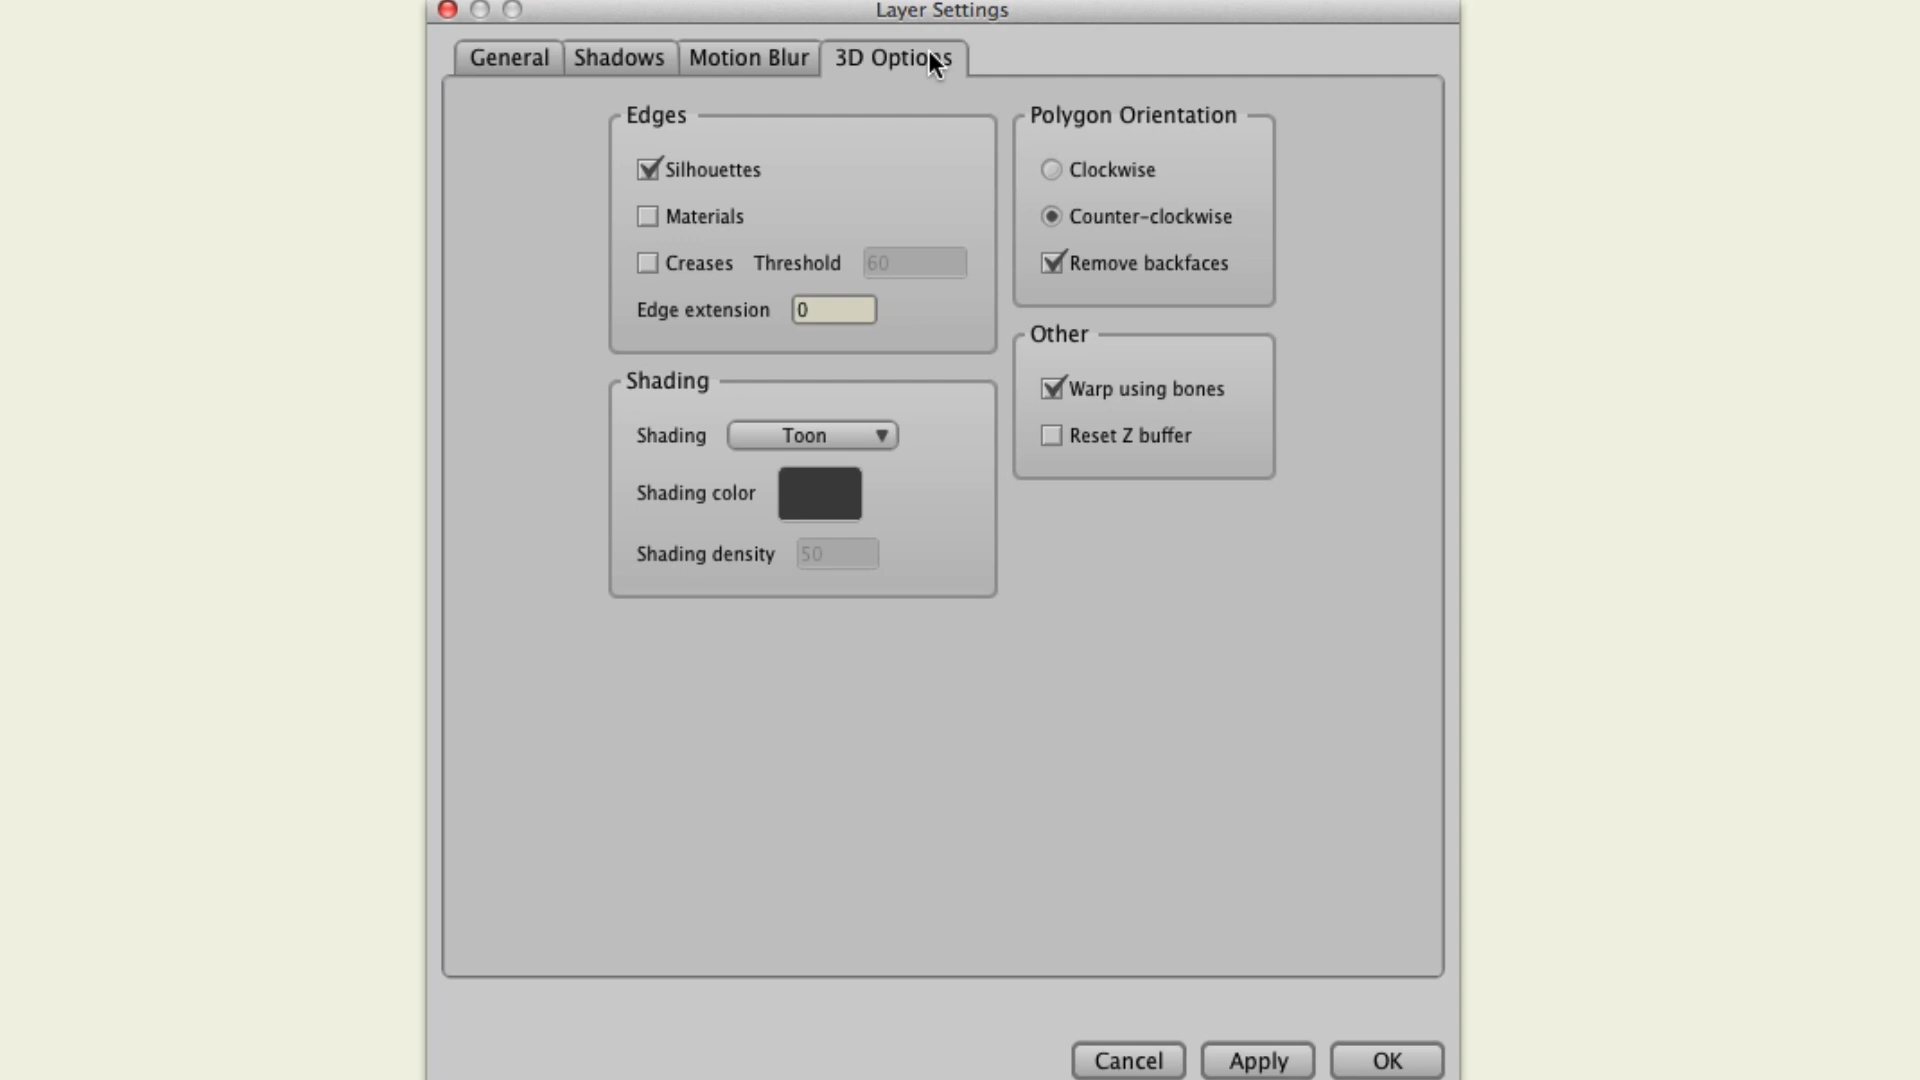 Layer Settings
General Shadows Motion Blur 3D Options
Edges
Silhouettes
Materials
Creases Threshold 60
Edge extension 0
Shading
Shading Toon
Shading color
Shading density 50
Polygon Orientation
Clockwise
Counter-clockwise
Remove backfaces
Other
Warp using bones
Reset Z buffer
Cancel Apply OK